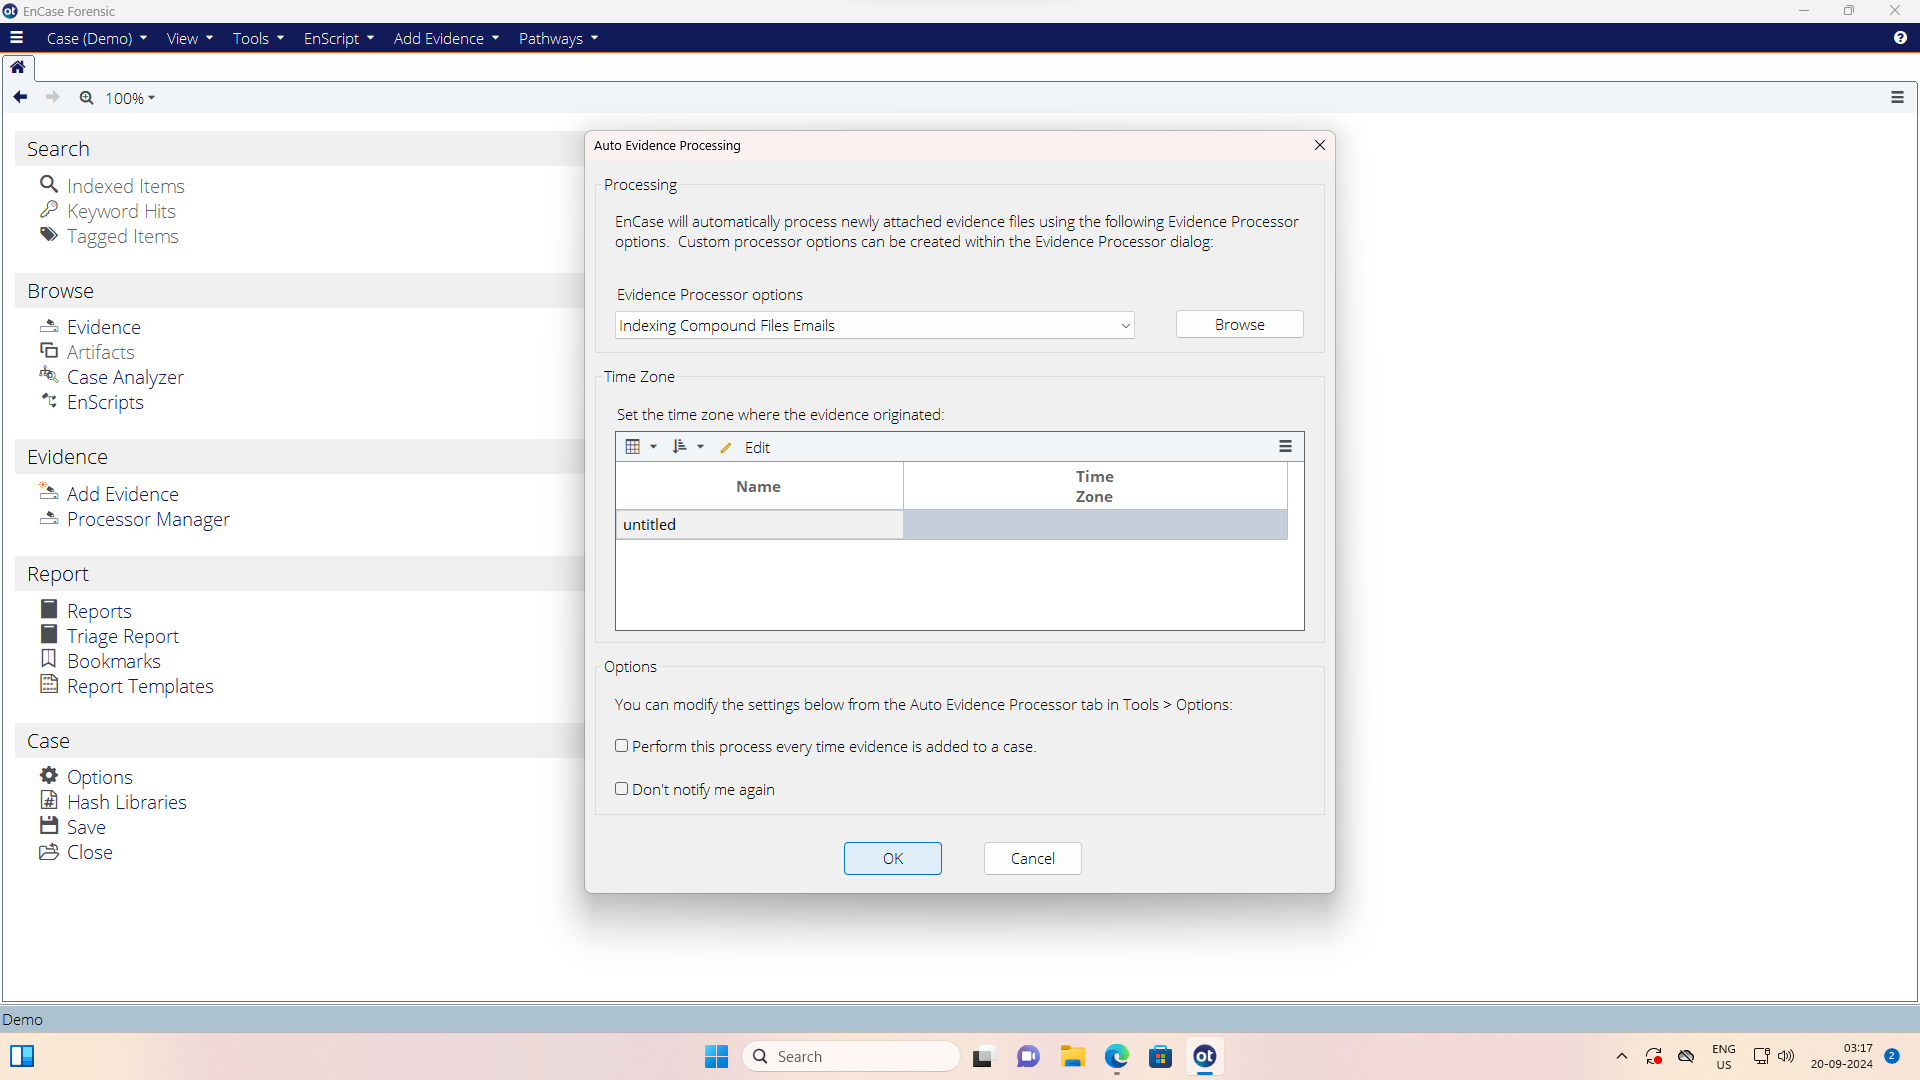 ot EnCase Forensic
Case (Demo) View Tools EnScript Add Evidence Pathways
100%
Search
Indexed Items
Keyword Hits
Tagged Items
Browse
Evidence
Artifacts
Case Analyzer
EnScripts
Evidence
Add Evidence
Processor Manager
Report
Reports
Triage Report
Bookmarks
Report Templates
Case
Options
Hash Libraries
Save
Close
Auto Evidence Processing
Processing
EnCase will automatically process newly attached evidence files using the following Evidence Processor
options. Custom processor options can be created within the Evidence Processor dialog:
Evidence Processor options
Indexing Compound Files Emails
Browse
Time Zone
Set the time zone where the evidence originated:
Edit
Name
Time
Zone
untitled
Options
You can modify the settings below from the Auto Evidence Processor tab in Tools > Options:
Perform this process every time evidence is added to a case.
Don't notify me again
OK
Cancel
Demo
Search
ot
ENG
US
03:17
20-09-2024
2